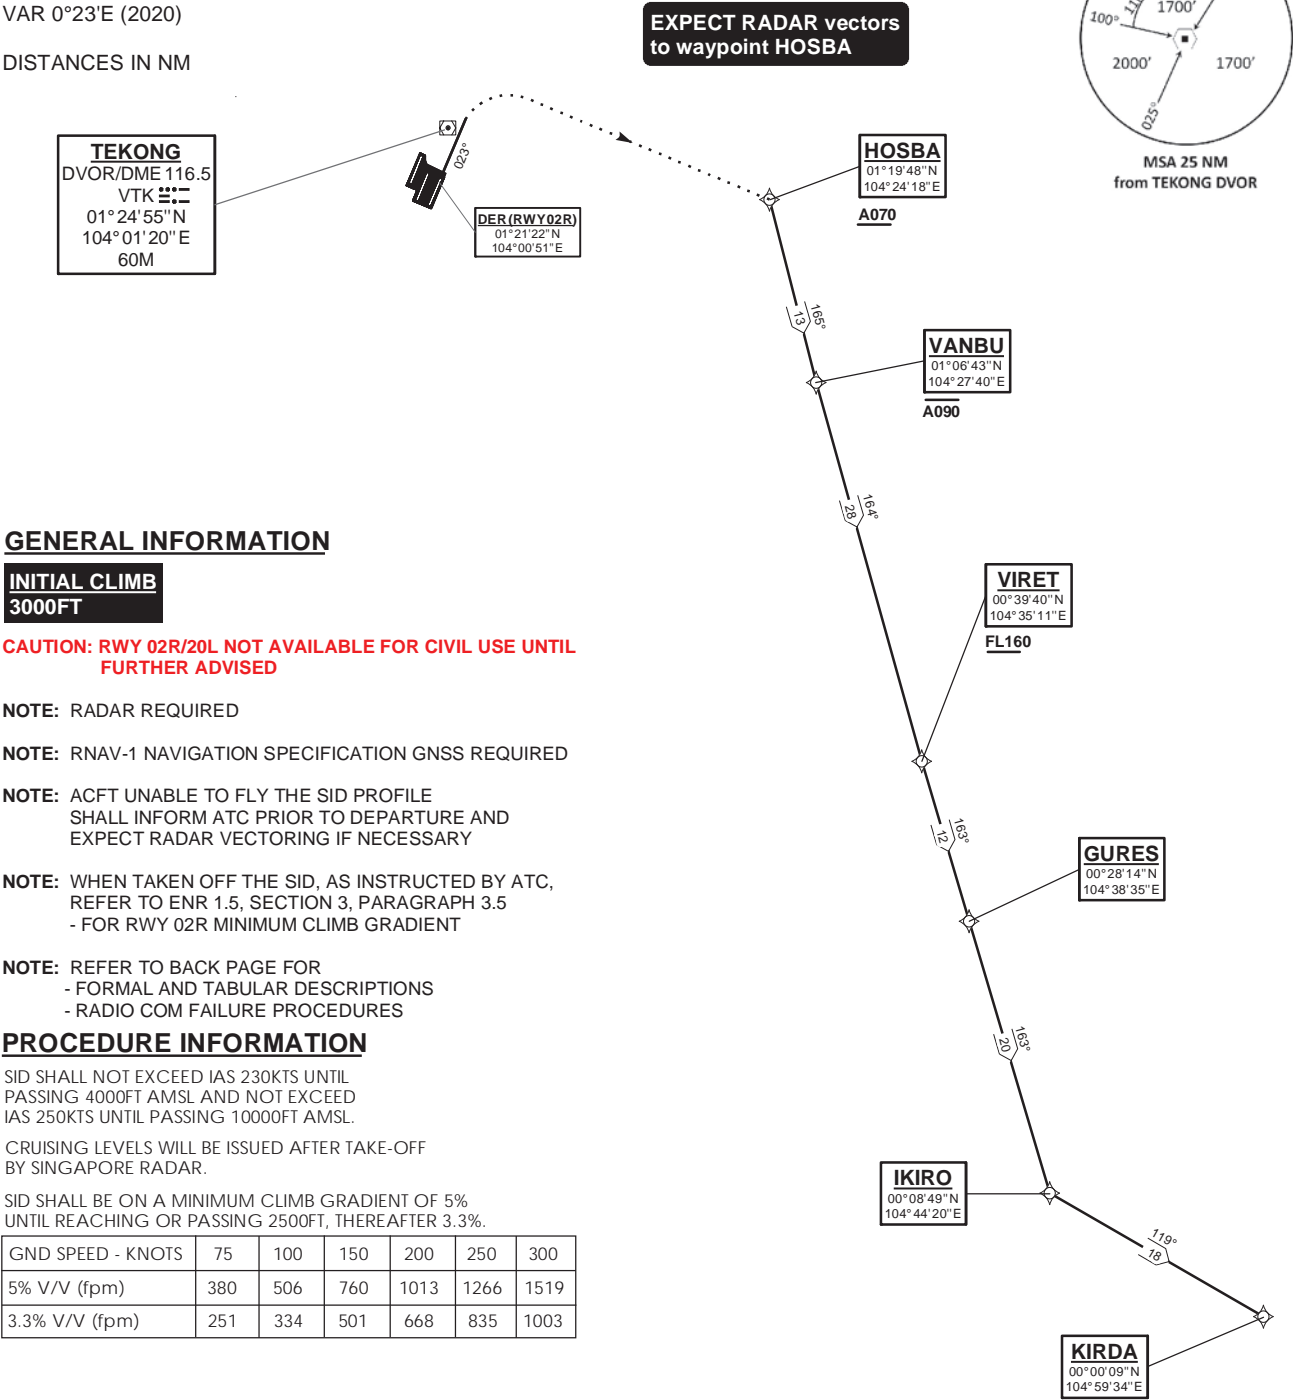 VAR 0°23'E (2020)
DISTANCES IN NM
EXPECT RADAR vectors
to waypoint HOSBA
100°
1700'
2000'
1700'
025°
MSA 25 NM
from TEKONG DVOR
TEKONG
DVOR/DME 116.5
VTK
01°24'55"N
104°01'20"E
60M
023°
DER(RWY02R)
01°21'22"N
104°00'51"E
HOSBA
01°19'48"N
104°24'18"E
A070
165°
13
VANBU
01°06'43"N
104°27'40"E
A090
164°
28
VIRET
00°39'40"N
104°35'11"E
FL160
163°
12
GURES
00°28'14"N
104°38'35"E
163°
20
IKIRO
00°08'49"N
104°44'20"E
119°
18
KIRDA
00°00'09"N
104°59'34"E
GENERAL INFORMATION
INITIAL CLIMB
3000FT
CAUTION: RWY 02R/20L NOT AVAILABLE FOR CIVIL USE UNTIL
FURTHER ADVISED
NOTE: RADAR REQUIRED
NOTE: RNAV-1 NAVIGATION SPECIFICATION GNSS REQUIRED
NOTE: ACFT UNABLE TO FLY THE SID PROFILE
SHALL INFORM ATC PRIOR TO DEPARTURE AND
EXPECT RADAR VECTORING IF NECESSARY
NOTE: WHEN TAKEN OFF THE SID, AS INSTRUCTED BY ATC,
REFER TO ENR 1.5, SECTION 3, PARAGRAPH 3.5
- FOR RWY 02R MINIMUM CLIMB GRADIENT
NOTE: REFER TO BACK PAGE FOR
- FORMAL AND TABULAR DESCRIPTIONS
- RADIO COM FAILURE PROCEDURES
PROCEDURE INFORMATION
SID SHALL NOT EXCEED IAS 230KTS UNTIL
PASSING 4000FT AMSL AND NOT EXCEED
IAS 250KTS UNTIL PASSING 10000FT AMSL.
CRUISING LEVELS WILL BE ISSUED AFTER TAKE-OFF
BY SINGAPORE RADAR.
SID SHALL BE ON A MINIMUM CLIMB GRADIENT OF 5%
UNTIL REACHING OR PASSING 2500FT, THEREAFTER 3.3%.
GND SPEED - KNOTS 75 100 150 200 250 300
5% V/V (fpm) 380 506 760 1013 1266 1519
3.3% V/V (fpm) 251 334 501 668 835 1003